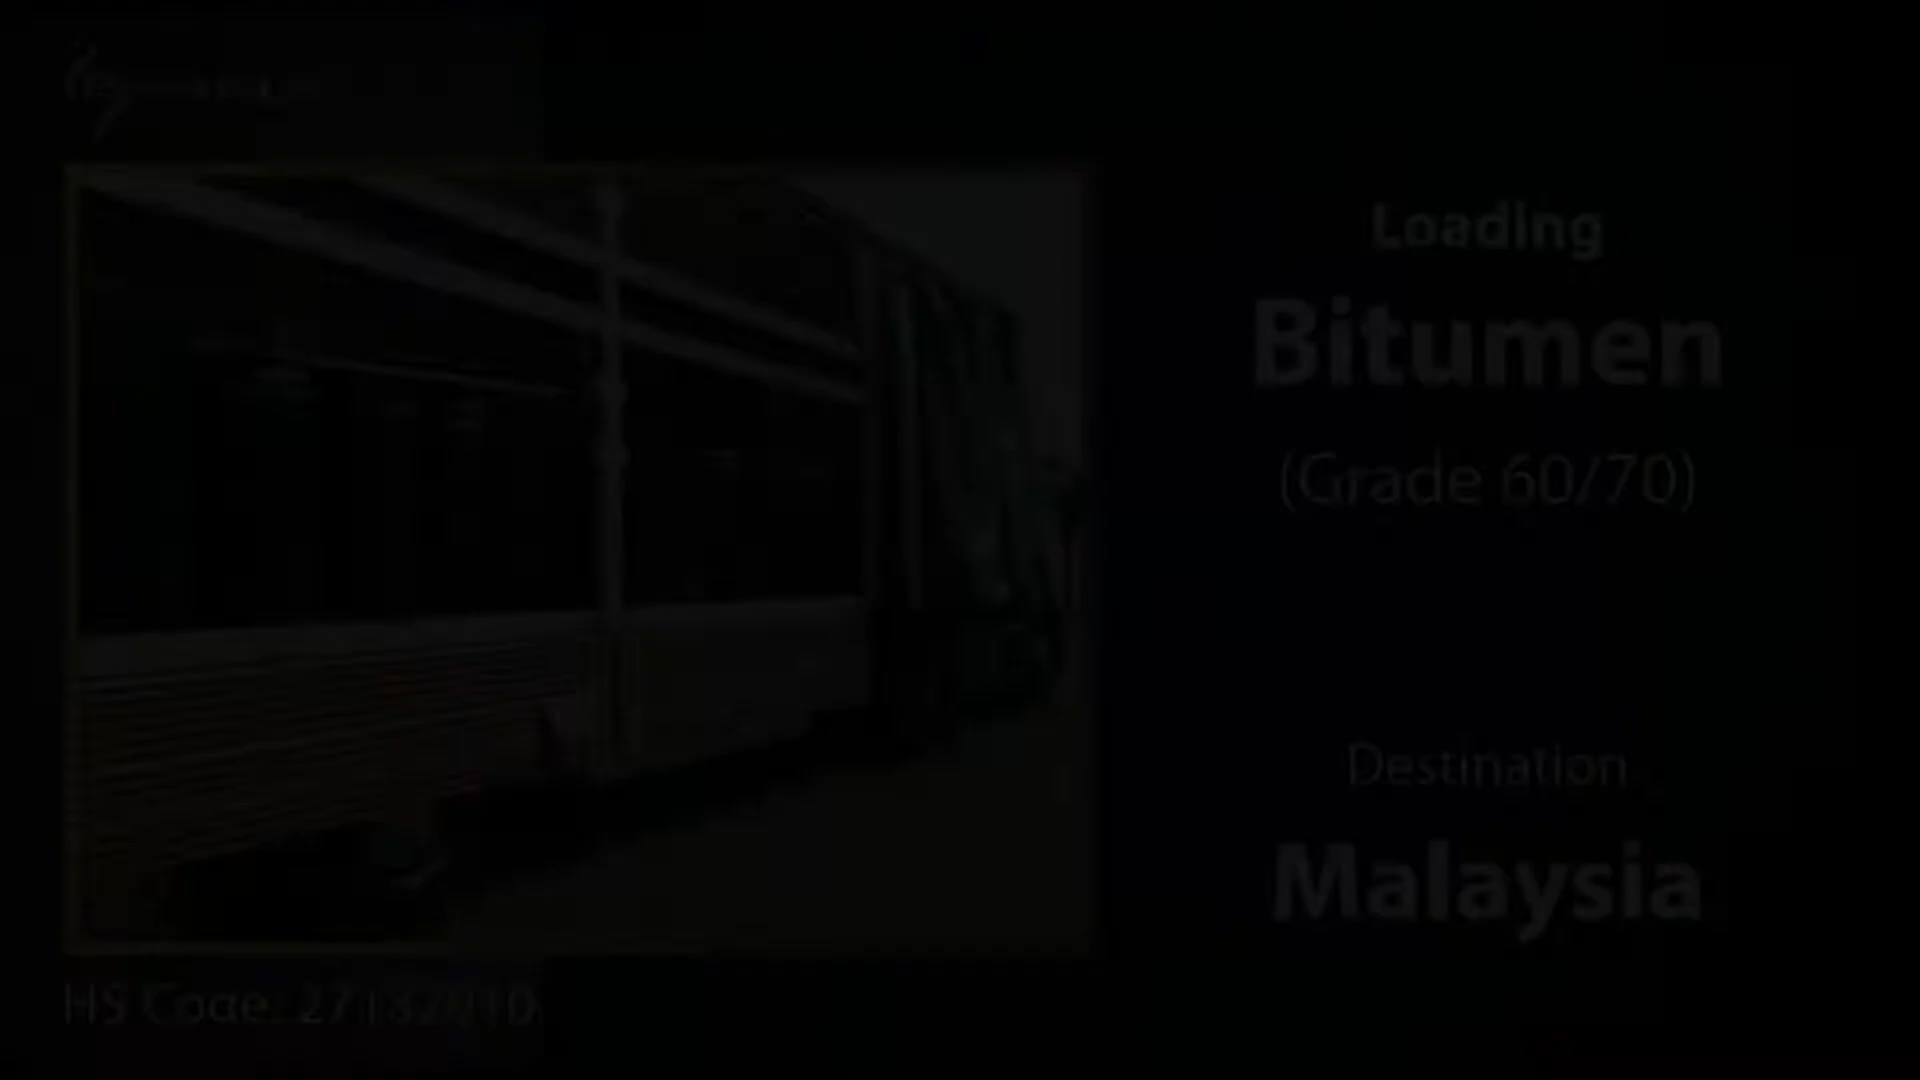 Loading
Bitumen
(Grade 60/70)
Destination
Malaysia
HS Code: 27132010